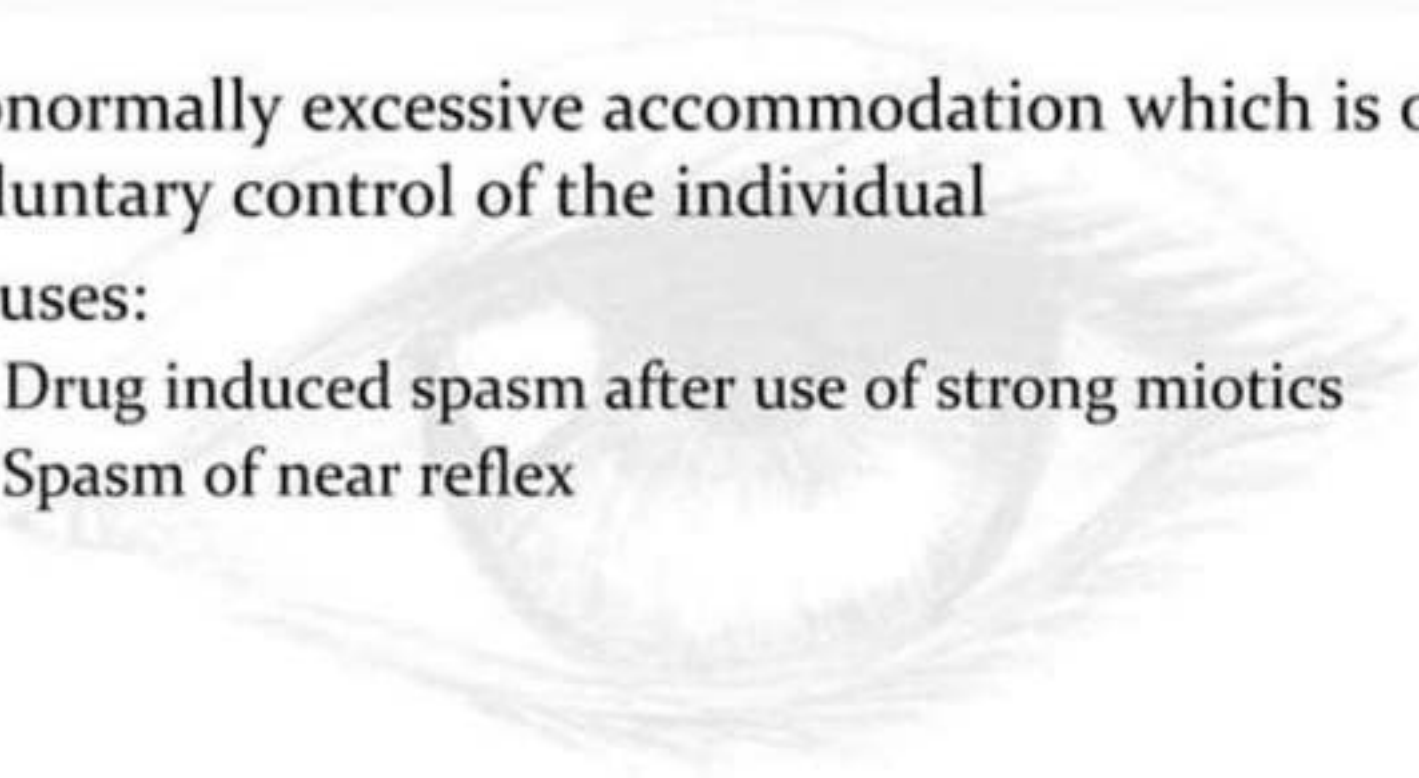 bnormally excessive accommodation which is o
luntary control of the individual
uses:
Drug induced spasm after use of strong miotics
Spasm of near reflex